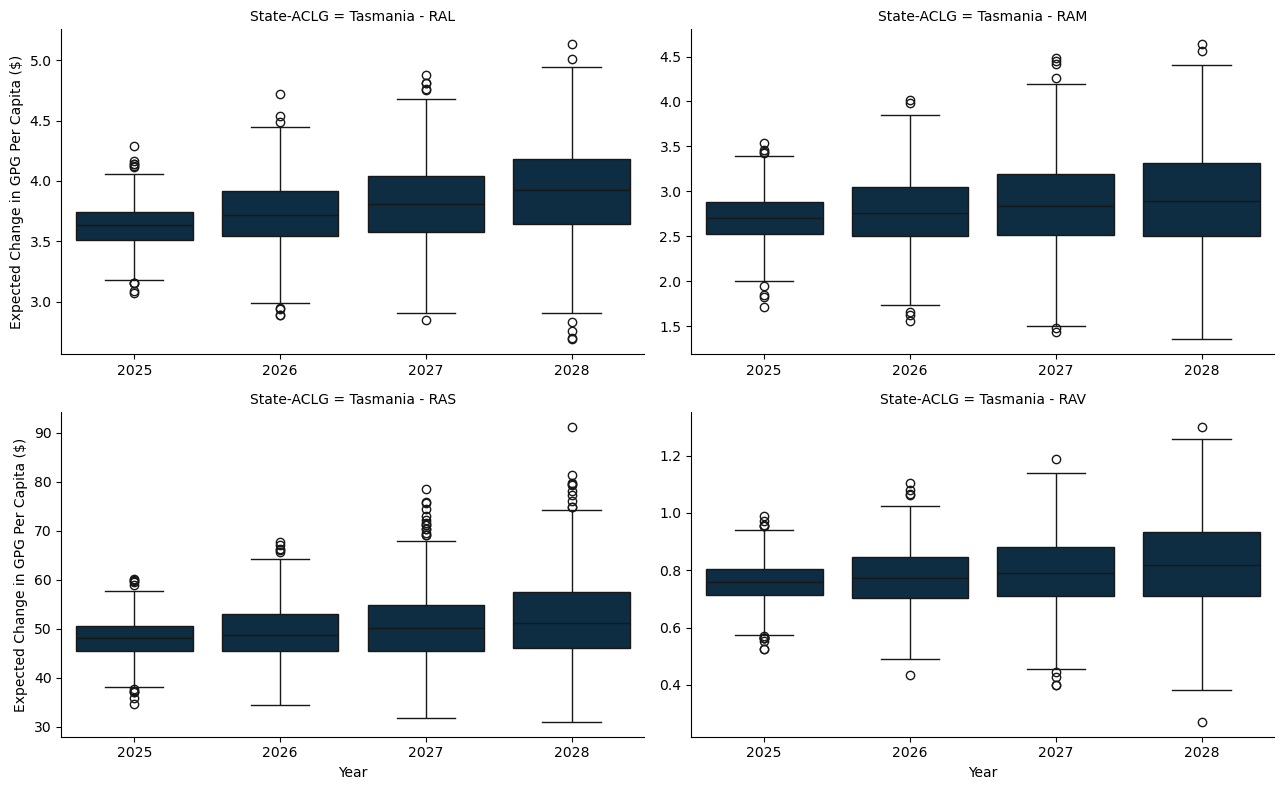 State-ACLG = Tasmania - RAL
Expected Change in GPG Per Capita ($)
5.0
4.5
4.0
3.5
3.0
2025 2026 2027 2028
State-ACLG = Tasmania - RAM
4.5
4.0
3.5
3.0
2.5
2.0
1.5
2025 2026 2027 2028
State-ACLG = Tasmania - RAS
Expected Change in GPG Per Capita ($)
90
80
70
60
50
40
30
2025 2026 2027 2028
Year
State-ACLG = Tasmania - RAV
1.2
1.0
0.8
0.6
0.4
2025 2026 2027 2028
Year